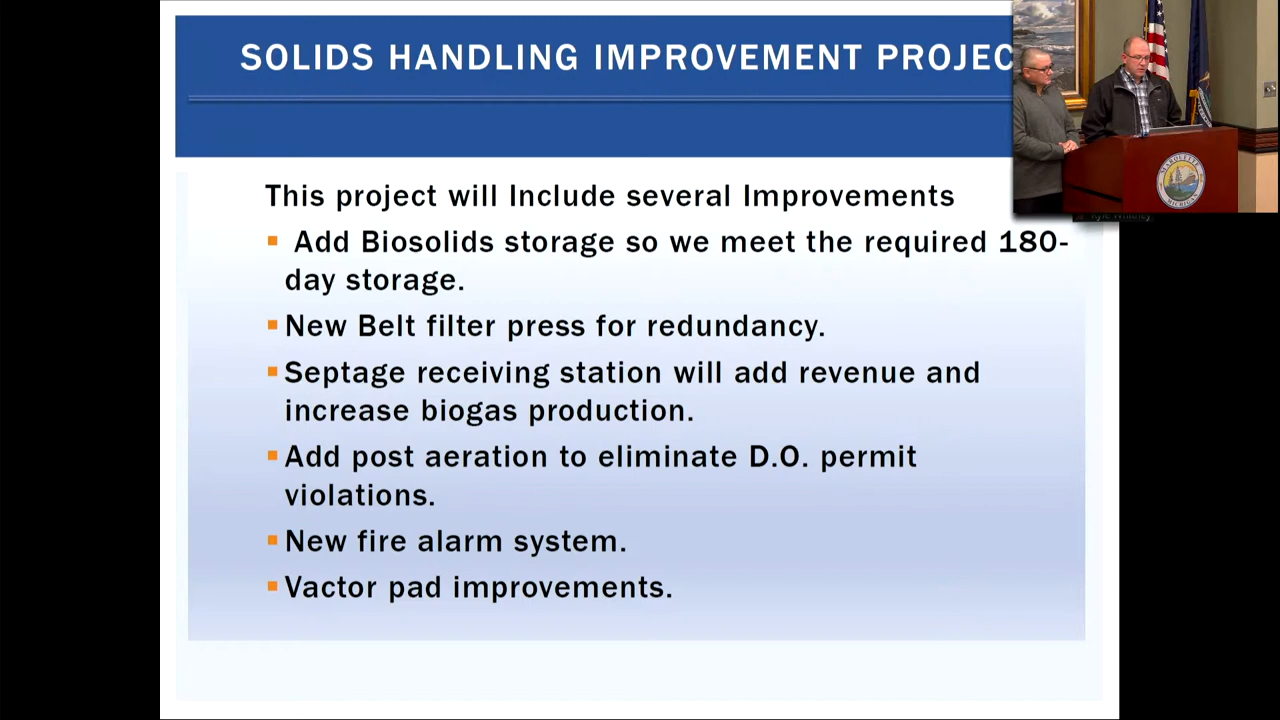 SOLIDS HANDLING IMPROVEMENT PROJEC
This project will Include several Improvements
Add Biosolids storage so we meet the required 180-
day storage.
New Belt filter press for redundancy.
Septage receiving station will add revenue and
increase biogas production.
Add post aeration to eliminate D.O. permit
violations.
New fire alarm system.
Vactor pad improvements.
MARQUETTE
MICHIGAN